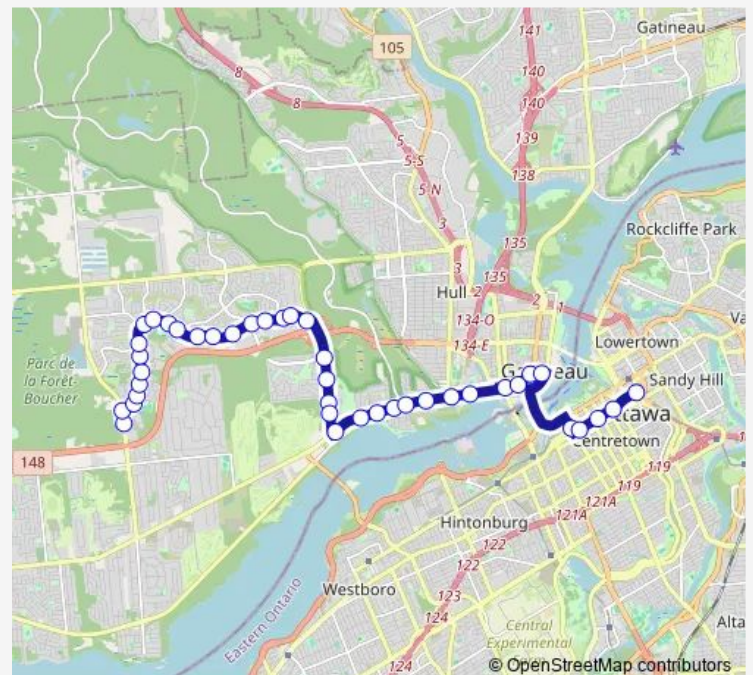 Gatineau
141
105
140
8
8
140
5
139
5-S
138
5 N
Rockcliffe Park
3
135
3
135
Hull
2
2
1
134-O
Lowertown
134-E
Parc de
la Forêt-
Boucher
Sandy Hill
Centretown
148
119
119
121A
Hintonburg
121A
122
122
Westboro
123
124
Central
Experimental
Eastern Ontario
Alta
124
© OpenStreetMap contributors